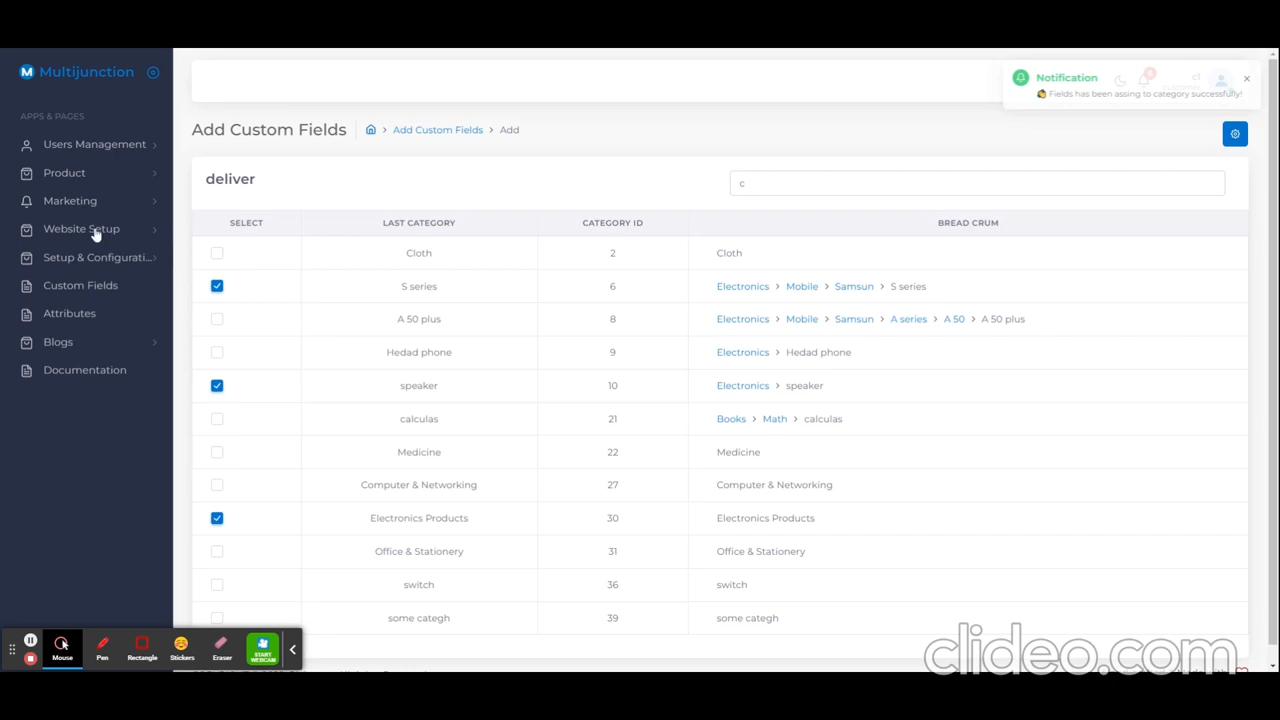 Multijunction
Notification
4
cl
Fields has been assing to category successfully!
APPS & PAGES
Users Management
Product
Marketing
Website Setup
Setup & Configurati...
Custom Fields
Attributes
Blogs
Documentation
Add Custom Fields
Add Custom Fields > Add
deliver
c
SELECT LAST CATEGORY CATEGORY ID BREAD CRUM
Cloth 2 Cloth
S series 6 Electronics > Mobile > Samsun > S series
A 50 plus 8 Electronics > Mobile > Samsun > A series > A 50 > A 50 plus
Hedad phone 9 Electronics > Hedad phone
speaker 10 Electronics > speaker
calculas 21 Books > Math > calculas
Medicine 22 Medicine
Computer & Networking 27 Computer & Networking
Electronics Products 30 Electronics Products
Office & Stationery 31 Office & Stationery
switch 36 switch
some categh 39 some categh
Mouse Pen Rectangle Stickers Eraser START WEBCAM
clideo.com